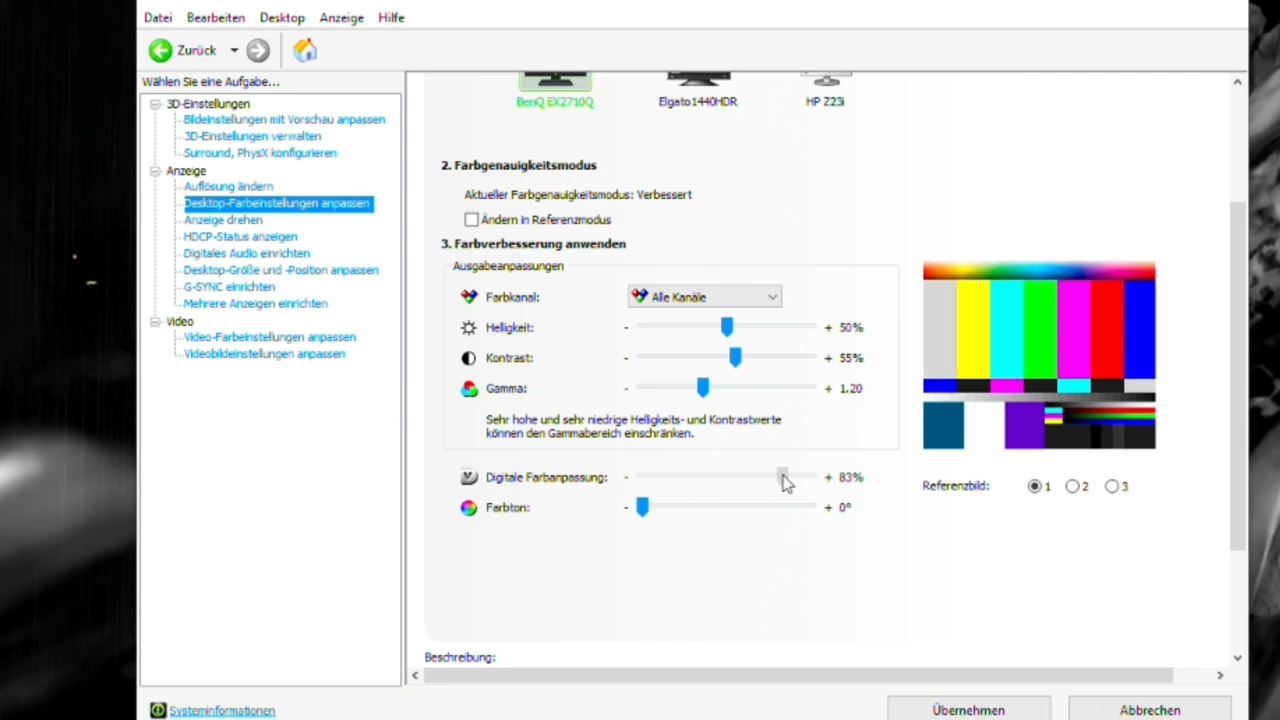 Datei Bearbeiten Desktop Anzeige Hilfe
Zurück
Wählen Sie eine Aufgabe...
3D-Einstellungen
Bildeinstellungen mit Vorschau anpassen
3D-Einstellungen verwalten
Surround, PhysX konfigurieren
Anzeige
Auflösung ändern
Desktop-Farbeinstellungen anpassen
Anzeige drehen
HDCP-Status anzeigen
Digitales Audio einrichten
Desktop-Größe und -Position anpassen
G-SYNC einrichten
Mehrere Anzeigen einrichten
Video
Video-Farbeinstellungen anpassen
Videobildeinstellungen anpassen
Systeminformationen
BenQ EX2710Q Elgato1440HDR HP Z23i
2. Farbgenauigkeitsmodus
Aktueller Farbgenauigkeitsmodus: Verbessert
Ändern in Referenzmodus
3. Farbverbesserung anwenden
Ausgabeanpassungen
Farbkanal: Alle Kanäle
Helligkeit: - + 50%
Kontrast: - + 55%
Gamma: - + 1.20
Sehr hohe und sehr niedrige Helligkeits- und Kontrastwerte
können den Gammabereich einschränken.
Digitale Farbanpassung: - + 83%
Farbton: - + 0°
Referenzbild: 1 2 3
Beschreibung:
Übernehmen Abbrechen